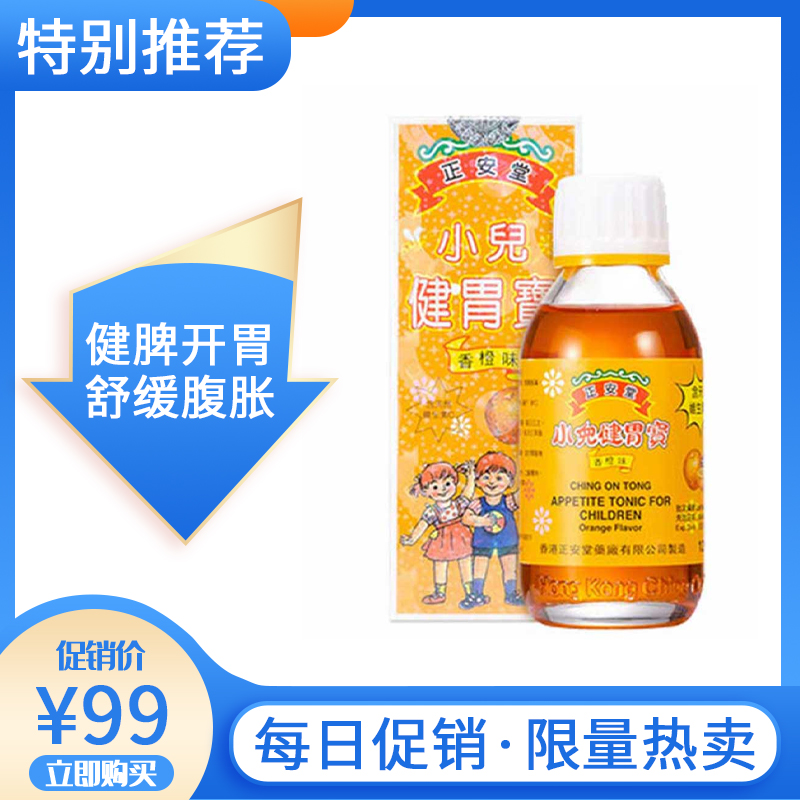 特别推荐
健脾开胃
舒缓腹胀
正安堂
小兒
健胃寶
香橙味
正安堂
小兒健胃寶
香橙味
CHING ON TONG
APPETITE TONIC FOR
CHILDREN
Orange Flavor
香港正安堂藥廠有限公司製造
Hong Kong Ching
促销价
¥99
立即购买
每日促销·限量热卖